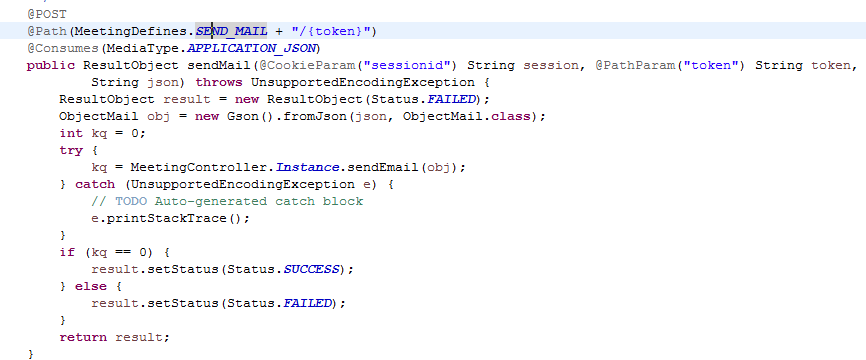 @POST
@Path(MeetingDefines.SEND_MAIL + "/{token}")
@Consumes(MediaType.APPLICATION_JSON)
public ResultObject sendMail(@CookieParam("sessionid") String session, @PathParam("token") String token,
String json) throws UnsupportedEncodingException {
ResultObject result = new ResultObject(Status.FAILED);
ObjectMail obj = new Gson().fromJson(json, ObjectMail.class);
int kq = 0;
try {
kq = MeetingController.Instance.sendEmail(obj);
} catch (UnsupportedEncodingException e) {
// TODO Auto-generated catch block
e.printStackTrace();
}
if (kq == 0) {
result.setStatus(Status.SUCCESS);
} else {
result.setStatus(Status.FAILED);
}
return result;
}